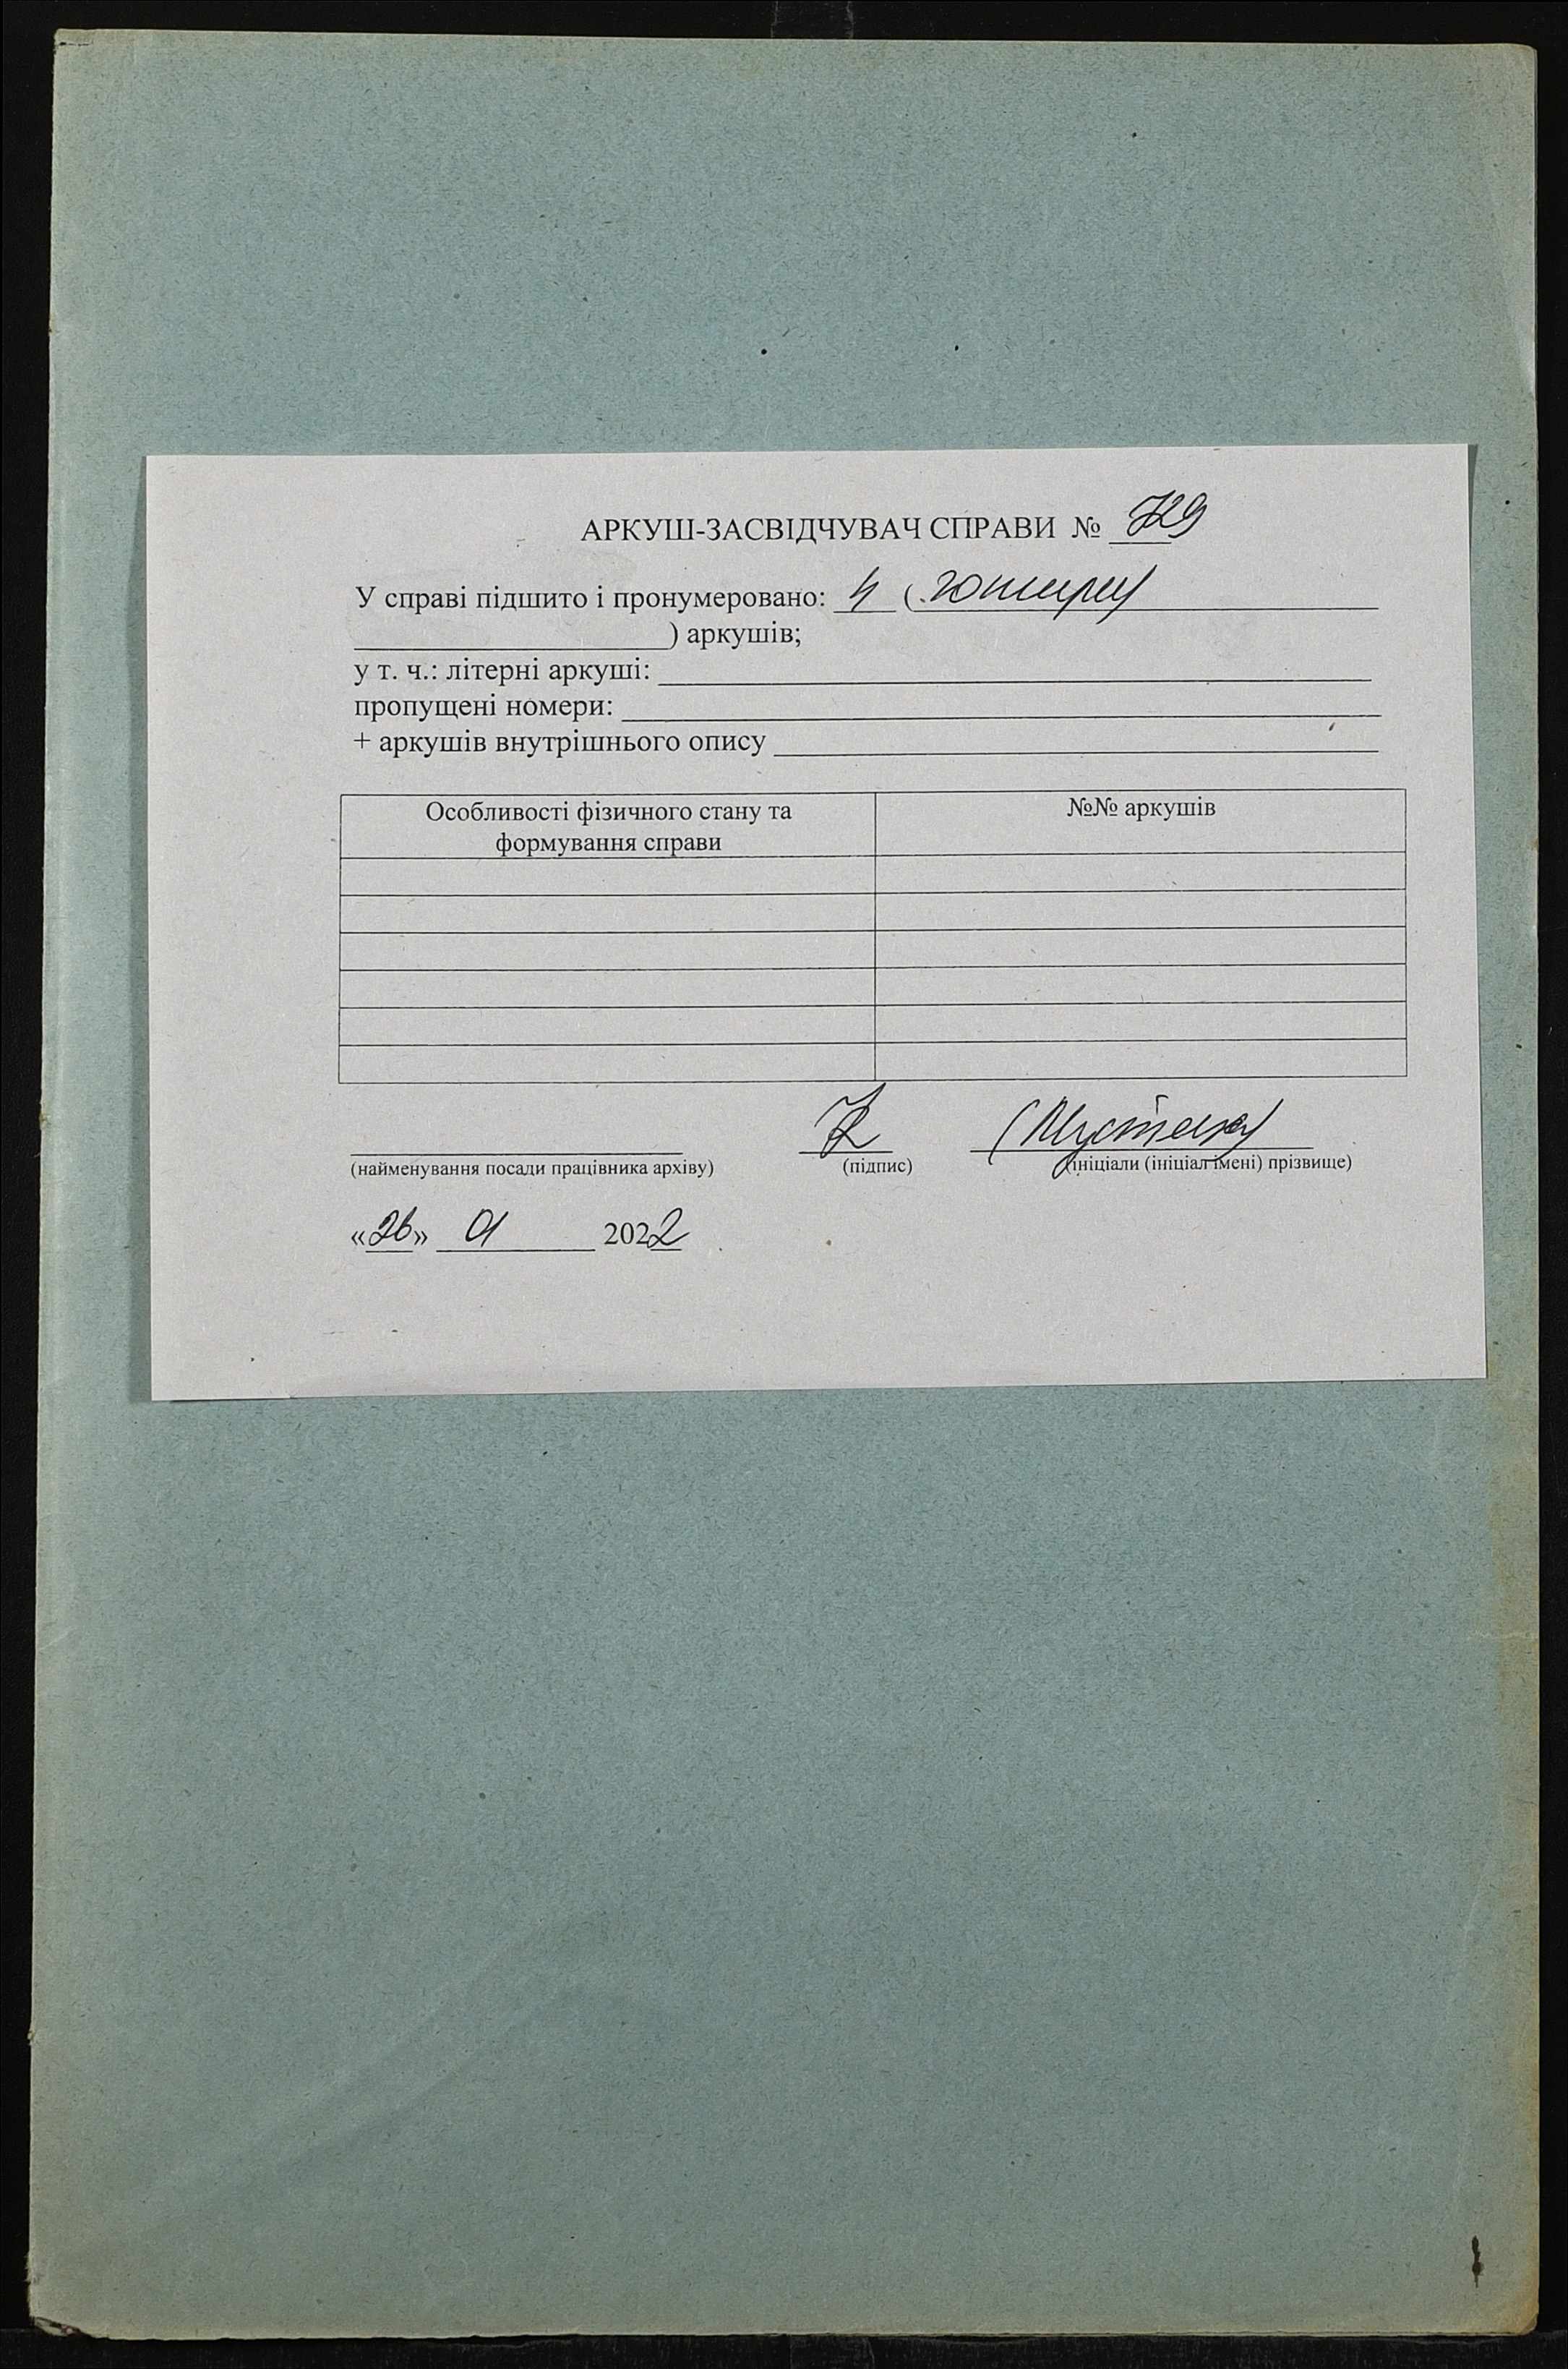 АРКУШ-ЗАСВІДЧУВАЧ СПРАВИ № 729
У справі підшито і пронумеровано: 4 (чотири
) аркушів;
у т. ч.: літерні аркуші:
пропущені номери:
+ аркушів внутрішнього опису
Особливості фізичного стану та
формування справи
№№ аркушів
(найменування посади працівника архіву)
(підпис)
(ініціали (ініціал імені) прізвище)
«26» 01 2022